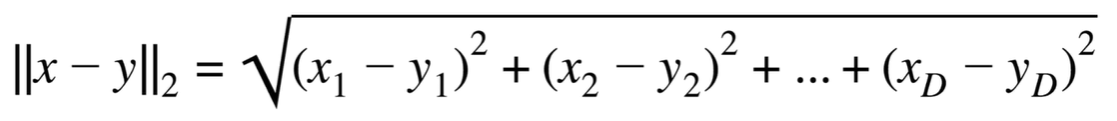 ‖x − y‖₂ = √(x₁ − y₁)² + (x₂ − y₂)² + ... + (x_D − y_D)²